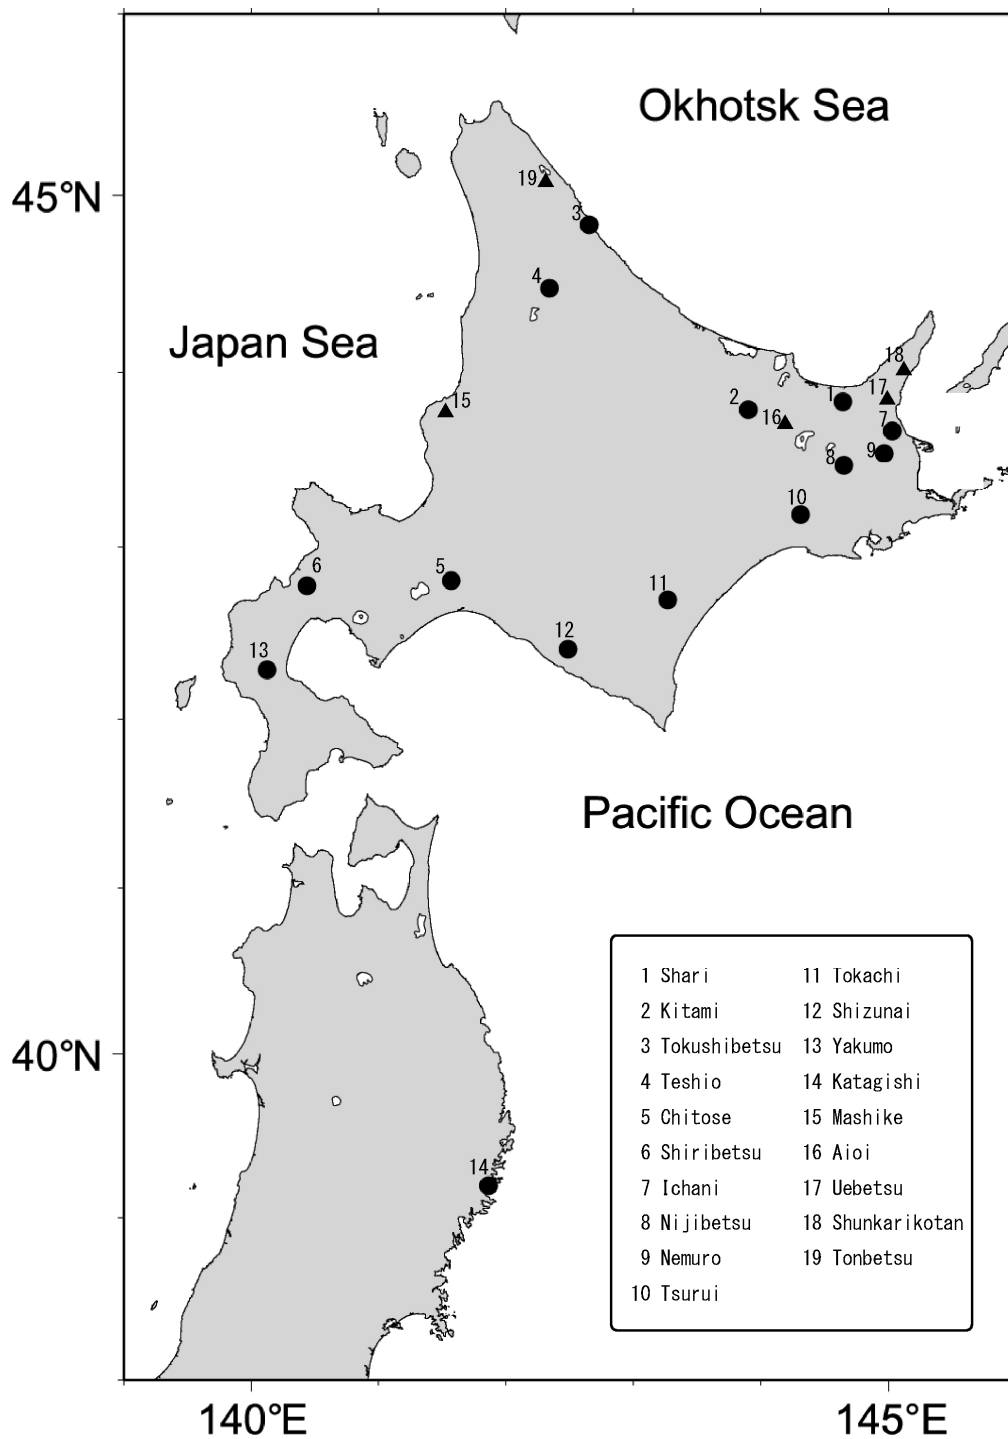 Okhotsk Sea
19
45°N
3
4
Japan Sea
18
17
15
2
1
16
7
9
8
10
6
5
11
12
13
Pacific Ocean
1 Shari
2 Kitami
3 Tokushibetsu
4 Teshio
5 Chitose
6 Shiribetsu
7 Ichani
8 Nijibetsu
9 Nemuro
10 Tsurui
11 Tokachi
12 Shizunai
13 Yakumo
14 Katagishi
15 Mashike
16 Aioi
17 Uebetsu
18 Shunkarikotan
19 Tonbetsu
40°N
14
140°E
145°E